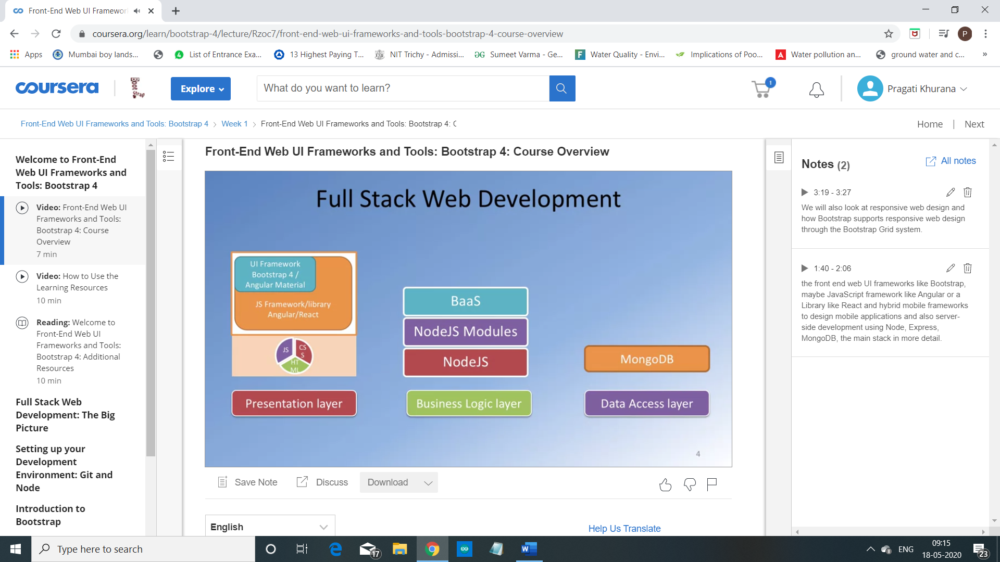 Front-End Web UI Framewor
coursera.org/learn/bootstrap-4/lecture/Rzoc7/front-end-web-ui-frameworks-and-tools-bootstrap-4-course-overview
P
Apps
Mumbai boy lands...
4
List of Entrance Exa...
13 Highest Paying T...
NIT Trichy - Admissi...
Sumeet Varma - Ge...
F
Water Quality - Envi...
Implications of Poo...
A
Water pollution an...
ground water and c...
»
coursera
Bootstrap
Explore
What do you want to learn?
1
Pragati Khurana
Front-End Web UI Frameworks and Tools: Bootstrap 4 > Week 1 > Front-End Web UI Frameworks and Tools: Bootstrap 4: C
Home | Next
Welcome to Front-End
Web UI Frameworks and
Tools: Bootstrap 4
Video: Front-End Web UI
Frameworks and Tools:
Bootstrap 4: Course
Overview
7 min
Video: How to Use the
Learning Resources
10 min
Reading: Welcome to
Front-End Web UI
Frameworks and Tools:
Bootstrap 4: Additional
Resources
10 min
Full Stack Web
Development: The Big
Picture
Setting up your
Development
Environment: Git and
Node
Introduction to
Bootstrap
Front-End Web UI Frameworks and Tools: Bootstrap 4: Course Overview
Full Stack Web Development
UI Framework
Bootstrap 4 /
Angular Material
JS Framework/library
Angular/React
JS
CS
S
HT
ML
Presentation layer
BaaS
NodeJS Modules
NodeJS
Business Logic layer
MongoDB
Data Access layer
4
Save Note
Discuss
Download
English
Help Us Translate
Notes (2)
All notes
3:19 - 3:27
We will also look at responsive web design and
how Bootstrap supports responsive web design
through the Bootstrap Grid system.
1:40 - 2:06
the front end web UI frameworks like Bootstrap,
maybe JavaScript framework like Angular or a
Library like React and hybrid mobile frameworks
to design mobile applications and also server-
side development using Node, Express,
MongoDB, the main stack in more detail.
Type here to search
17
ENG
09:15
18-05-2020
23